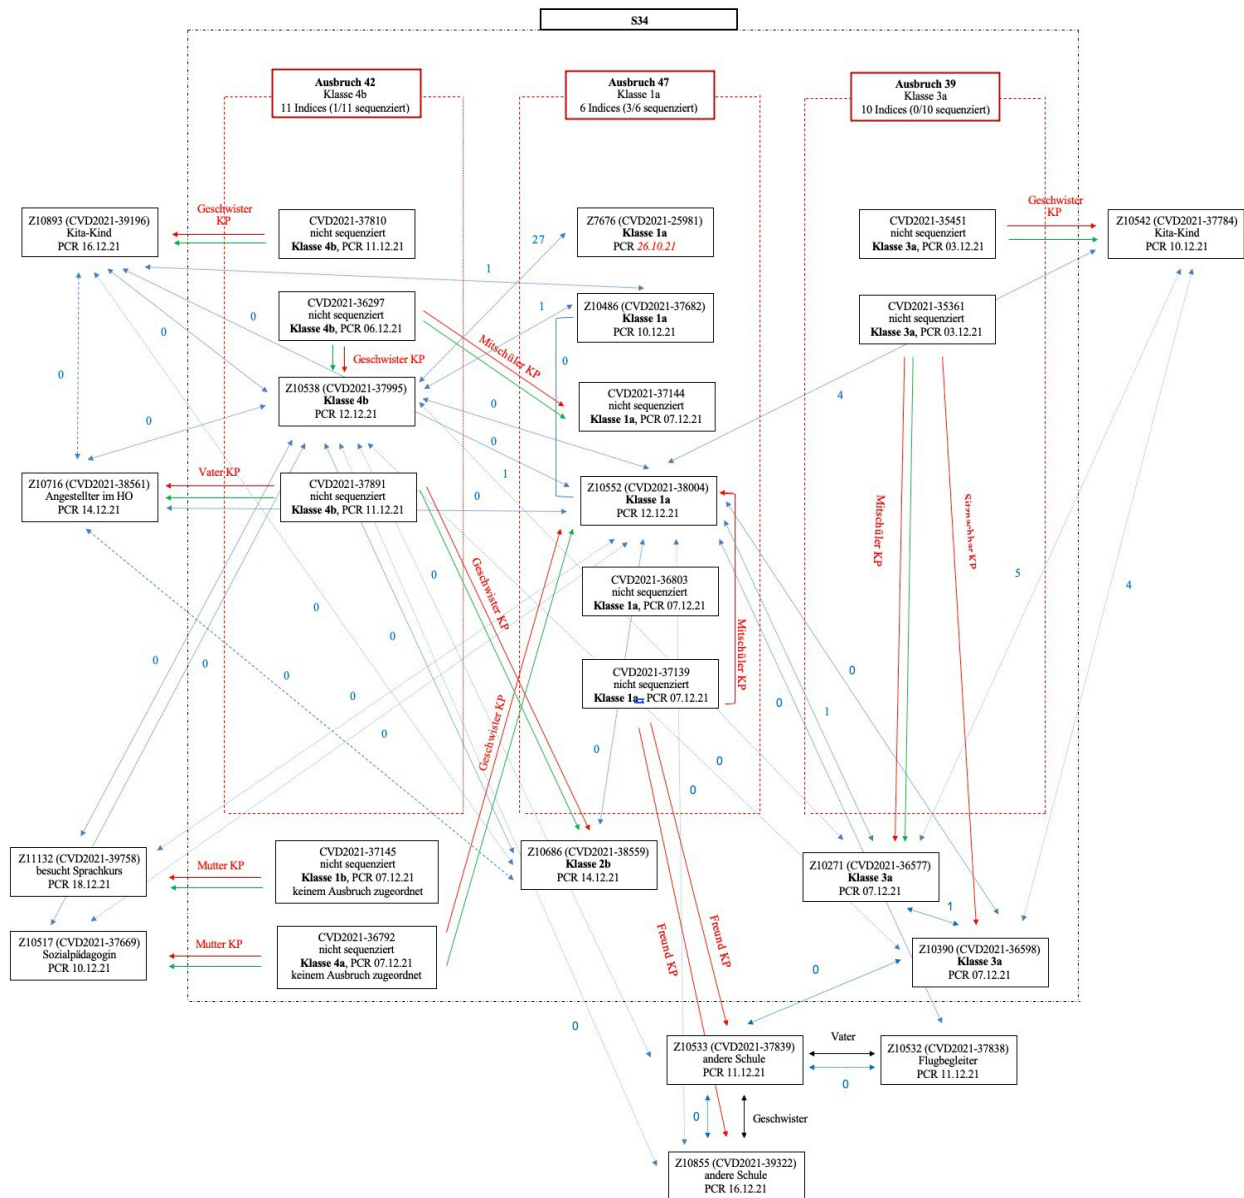 S34
Ausbruch 42
Klasse 4b
11 Indices (1/11 sequenziert)
Ausbruch 47
Klasse 1a
6 Indices (3/6 sequenziert)
Ausbruch 39
Klasse 3a
10 Indices (0/10 sequenziert)
Z10893 (CVD2021-39196)
Kita-Kind
PCR 16.12.21
Geschwister
KP
CVD2021-37810
nicht sequenziert
Klasse 4b, PCR 11.12.21
27
Z7676 (CVD2021-25981)
Klasse 1a
PCR 26.10.21
CVD2021-35451
nicht sequenziert
Klasse 3a, PCR 03.12.21
Geschwister
KP
Z10542 (CVD2021-37784)
Kita-Kind
PCR 10.12.21
1
CVD2021-36297
nicht sequenziert
Klasse 4b, PCR 06.12.21
1
Z10486 (CVD2021-37682)
Klasse 1a
PCR 10.12.21
CVD2021-35361
nicht sequenziert
Klasse 3a, PCR 03.12.21
0
0
Geschwister KP
Mitschüler KP
0
0
Z10538 (CVD2021-37995)
Klasse 4b
PCR 12.12.21
CVD2021-37144
nicht sequenziert
Klasse 1a, PCR 07.12.21
4
0
0
0
1
0
Z10716 (CVD2021-38561)
Angestellter im HO
PCR 14.12.21
Vater KP
CVD2021-37891
nicht sequenziert
Klasse 4b, PCR 11.12.21
Z10552 (CVD2021-38004)
Klasse 1a
PCR 12.12.21
Mitschüler KP
Sitznachbar KP
5
4
0
0
0
Geschwister KP
CVD2021-36803
nicht sequenziert
Klasse 1a, PCR 07.12.21
Mitschüler KP
0
0
0
0
0
CVD2021-37139
nicht sequenziert
Klasse 1a, PCR 07.12.21
Geschwister KP
0
0
1
0
0
0
0
Z11132 (CVD2021-39758)
besucht Sprachkurs
PCR 18.12.21
Mutter KP
CVD2021-37145
nicht sequenziert
Klasse 1b, PCR 07.12.21
keinem Ausbruch zugeordnet
Z10686 (CVD2021-38559)
Klasse 2b
PCR 14.12.21
Z10271 (CVD2021-36577)
Klasse 3a
PCR 07.12.21
1
Z10517 (CVD2021-37669)
Sozialpädagogin
PCR 10.12.21
Mutter KP
CVD2021-36792
nicht sequenziert
Klasse 4a, PCR 07.12.21
keinem Ausbruch zugeordnet
Freund KP
Freund KP
Z10390 (CVD2021-36598)
Klasse 3a
PCR 07.12.21
0
0
Z10533 (CVD2021-37839)
andere Schule
PCR 11.12.21
Vater
0
Z10532 (CVD2021-37838)
Flugbegleiter
PCR 11.12.21
0
Geschwister
Z10855 (CVD2021-39322)
andere Schule
PCR 16.12.21